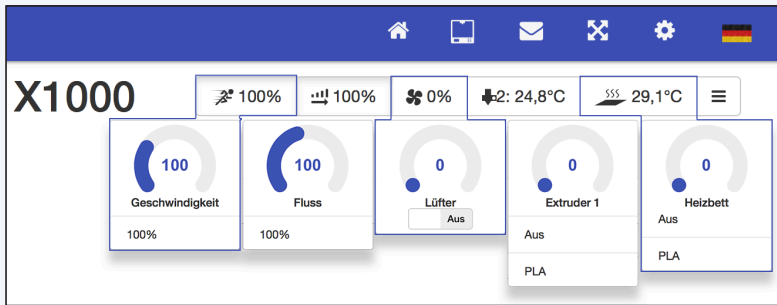 X1000
100%
100%
0%
2: 24,8°C
29,1°C
100
Geschwindigkeit
100%
100
Fluss
100%
0
Lüfter
Aus
0
Extruder 1
Aus
PLA
0
Heizbett
Aus
PLA